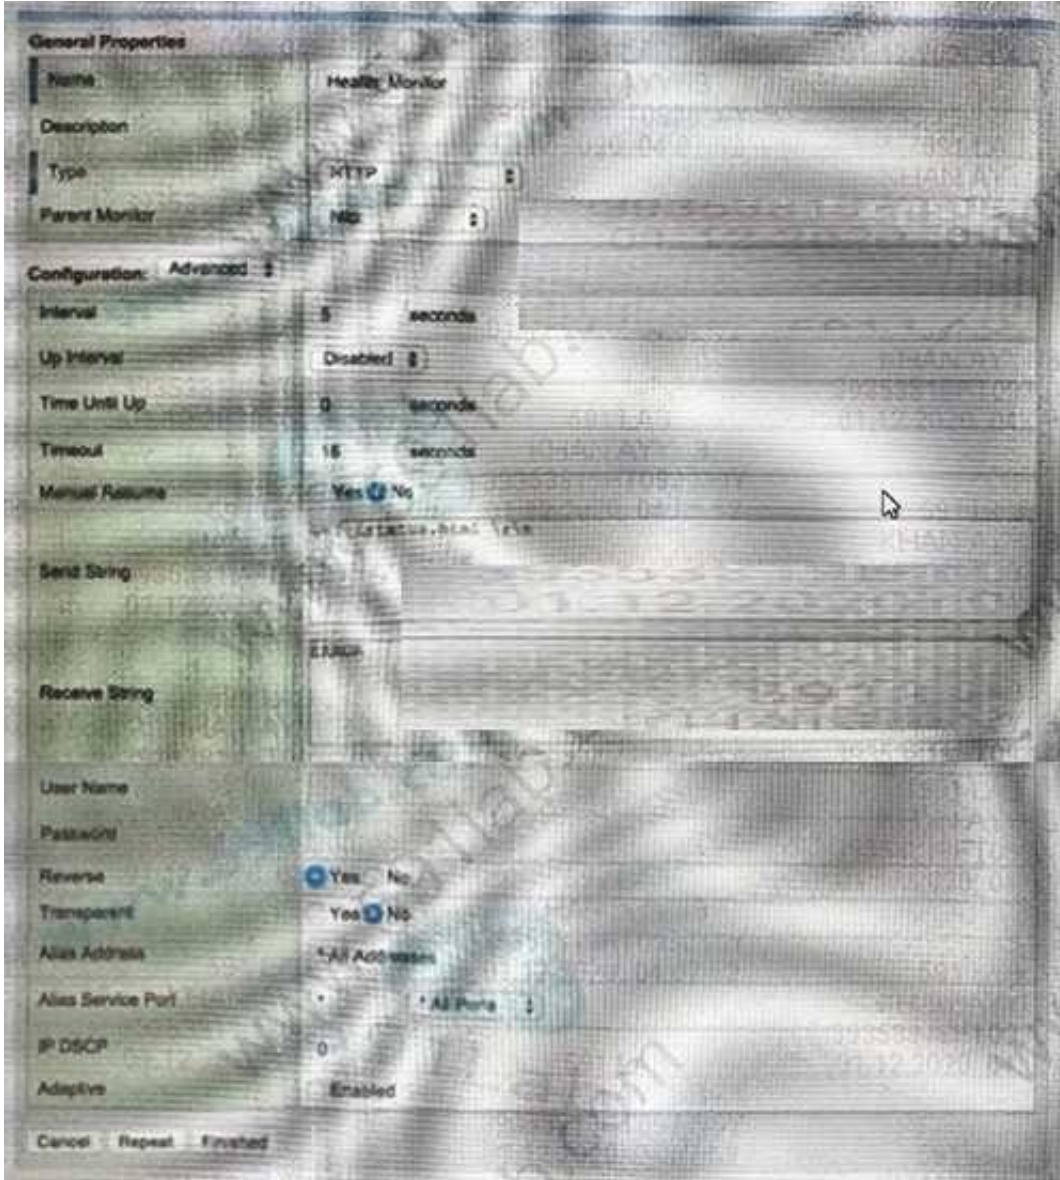 General Properties
Name Health_Monitor
Description
Type HTTP
Parent Monitor
Configuration: Advanced
Interval 5 seconds
Up Interval Disabled
Time Until Up 0 seconds
Timeout 16 seconds
Manual Resume Yes No
/status.html \r\n
Send String
ERROR
Receive String
User Name
Password
Reverse Yes No
Transparent Yes No
Alias Address * All Addresses
Alias Service Port * * All Ports
IP DSCP 0
Adaptive Enabled
Cancel Repeat Finished